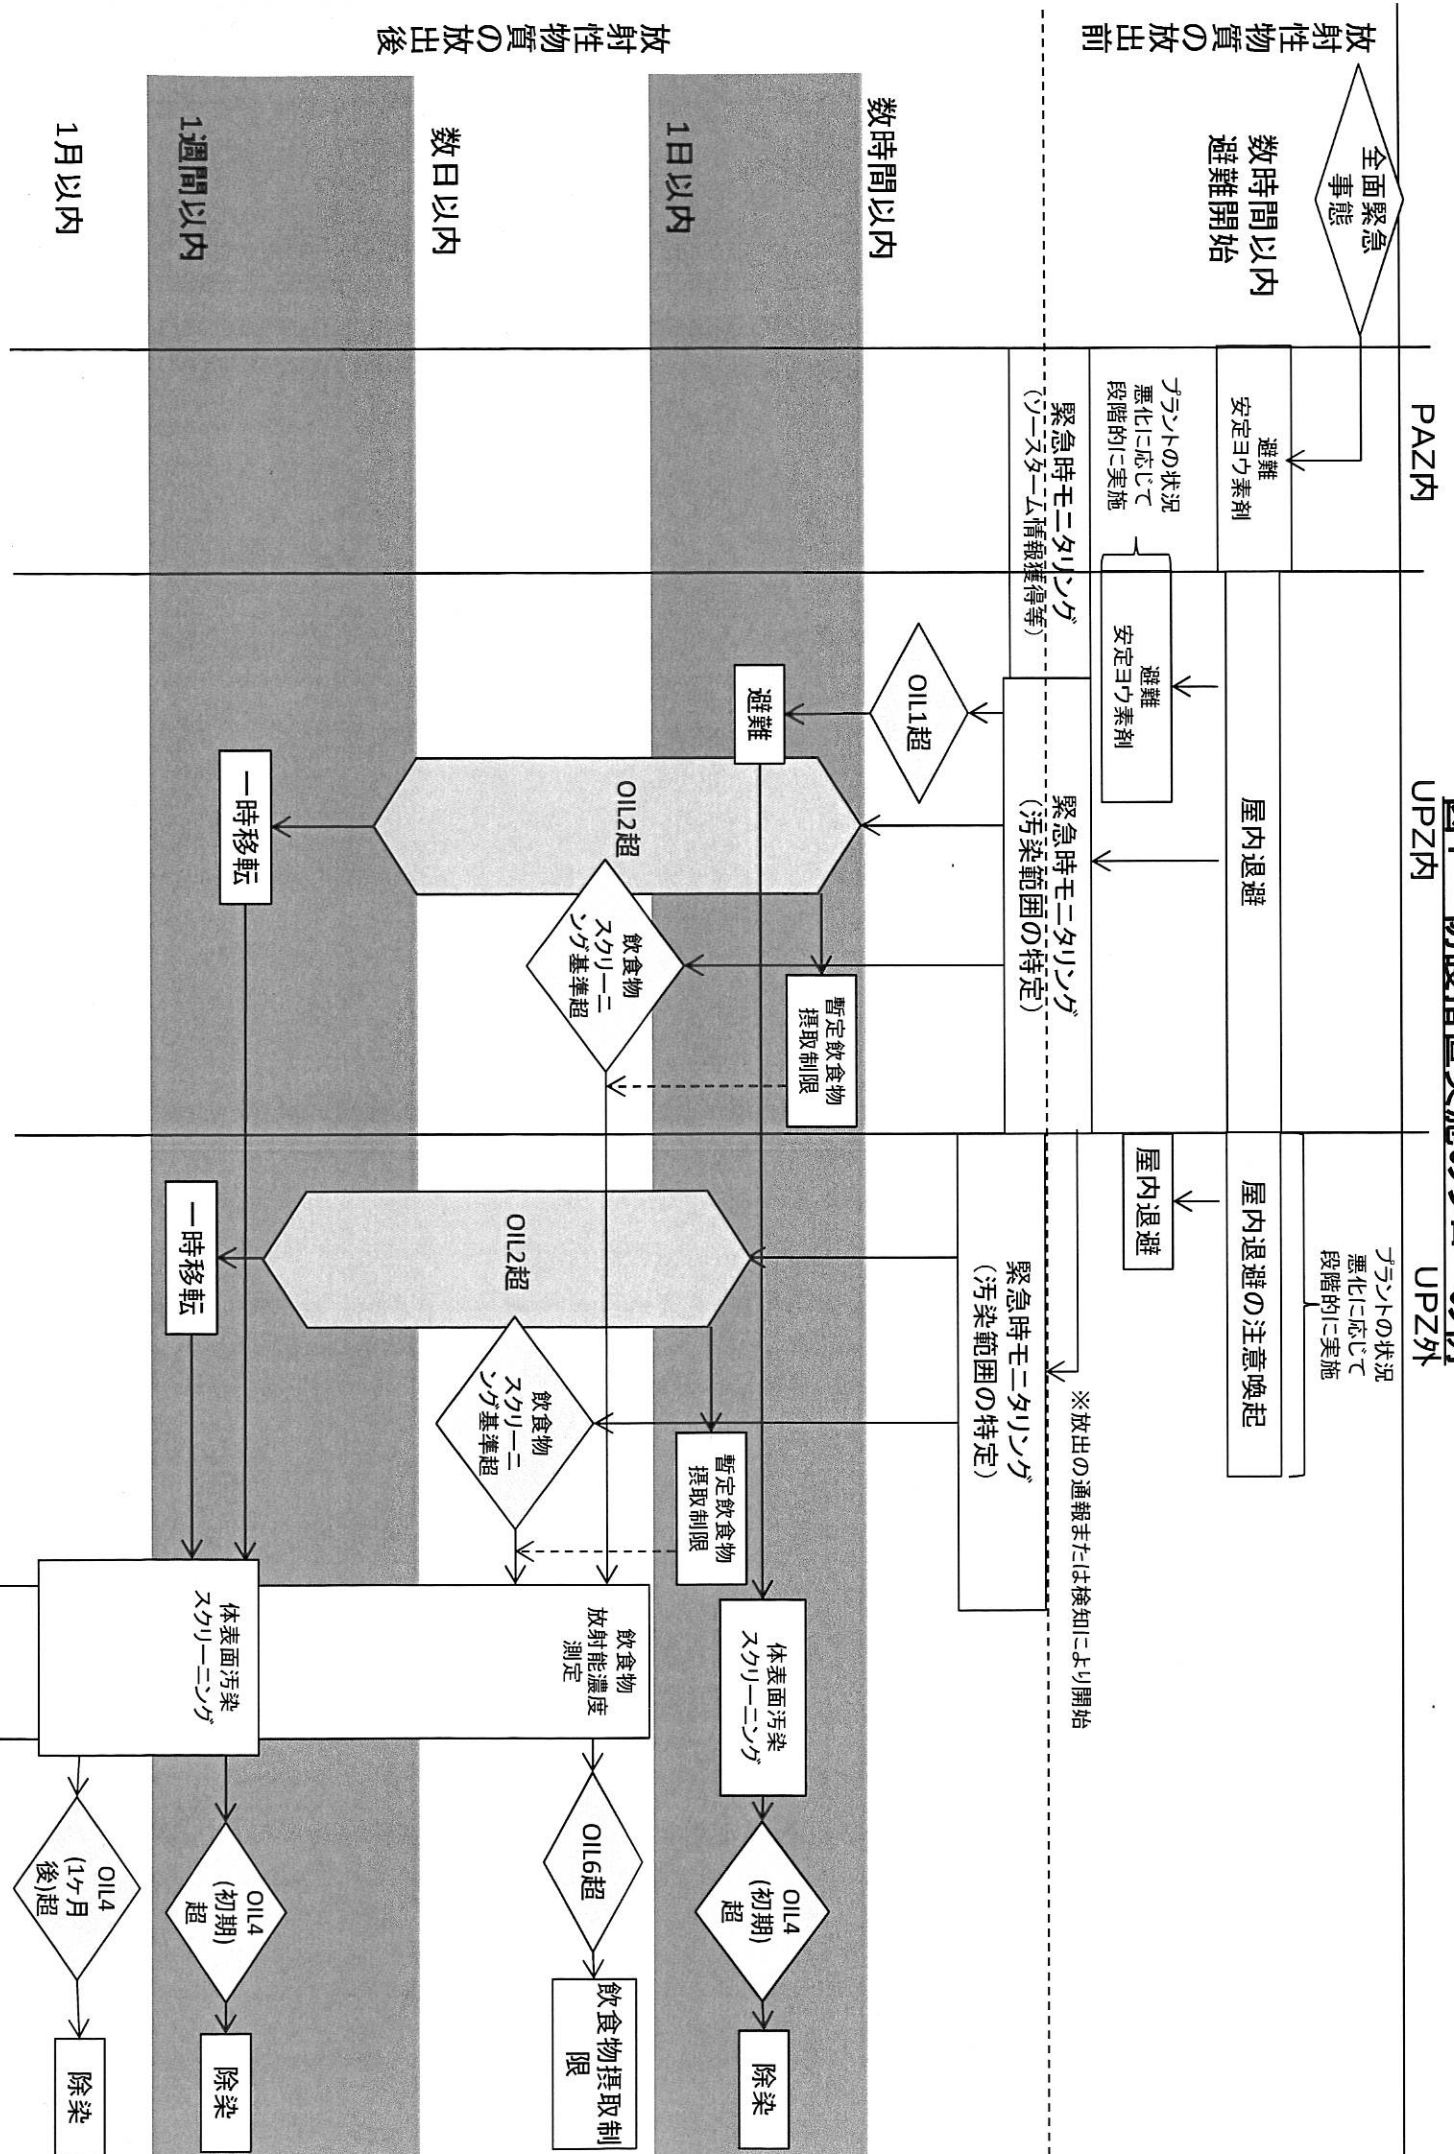 PAZ内
UPZ内
UPZ外
放射性物質の放出前
全面緊急
事態
数時間以内
避難開始
避難
安定ヨウ素剤
屋内退避
屋内退避の注意喚起
プラントの状況
悪化に応じて
段階的に実施
プラントの状況
悪化に応じて
段階的に実施
避難
安定ヨウ素剤
屋内退避
緊急時モニタリング
(ソースターム情報獲得等)
緊急時モニタリング
(汚染範囲の特定)
※放出の通報または検知により開始
緊急時モニタリング
(汚染範囲の特定)
放射性物質の放出後
数時間以内
OIL1超
避難
暫定飲食物
摂取制限
1日以内
体表面汚染
スクリーニング
OIL4
(初期)
超
除染
暫定飲食物
摂取制限
OIL2超
飲食物
スクリーニ
ング基準超
数日以内
OIL2超
飲食物
スクリーニ
ング基準超
飲食物
放射能濃度
測定
OIL6超
飲食物摂取制
限
1週間以内
一時移転
一時移転
体表面汚染
スクリーニング
OIL4
(初期)
超
除染
1月以内
OIL4
(1ケ月
後)超
除染